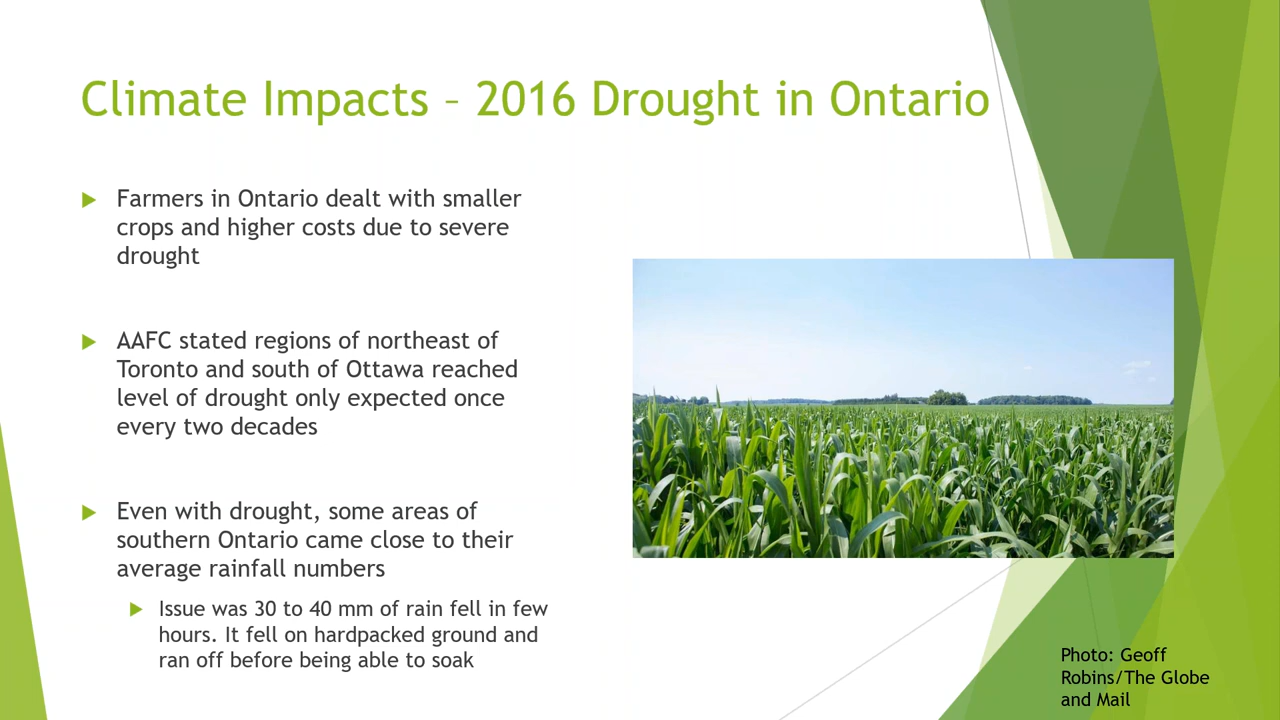 Climate Impacts – 2016 Drought in Ontario
Farmers in Ontario dealt with smaller
crops and higher costs due to severe
drought
AAFC stated regions of northeast of
Toronto and south of Ottawa reached
level of drought only expected once
every two decades
Even with drought, some areas of
southern Ontario came close to their
average rainfall numbers
Issue was 30 to 40 mm of rain fell in few
hours. It fell on hardpacked ground and
ran off before being able to soak
Photo: Geoff
Robins/The Globe
and Mail